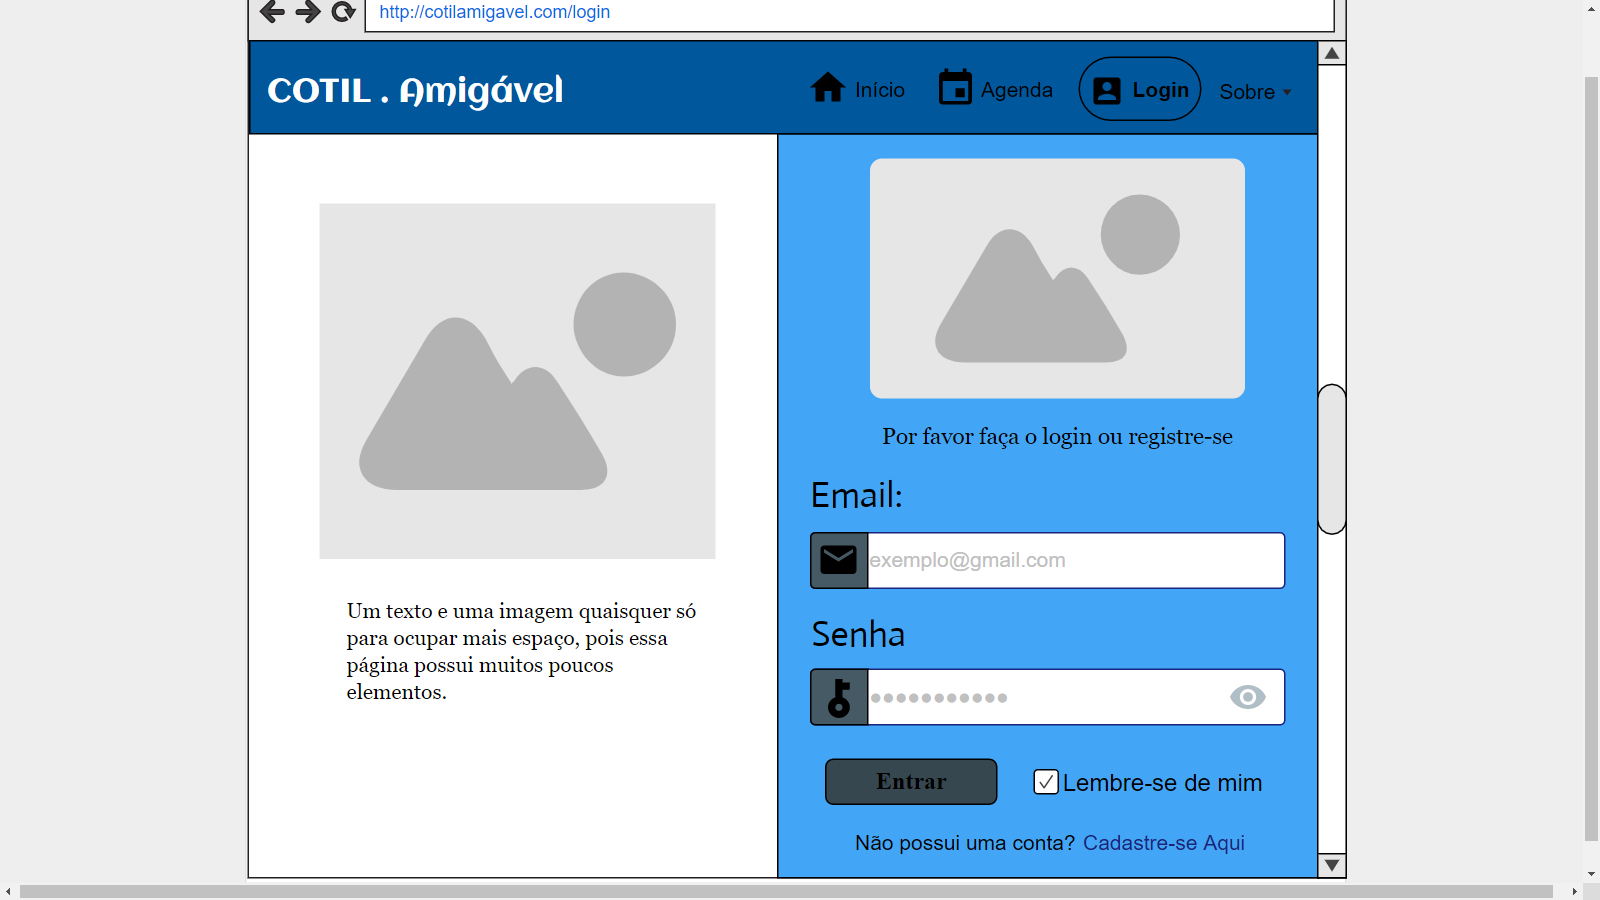 http://cotilamigavel.com/login
COTIL . Amigável
Início
Agenda
Login
Sobre
Por favor faça o login ou registre-se
Email:
exemplo@gmail.com
Senha
Um texto e uma imagem quaisquer só
para ocupar mais espaço, pois essa
página possui muitos poucos
elementos.
Entrar
Lembre-se de mim
Não possui uma conta? Cadastre-se Aqui